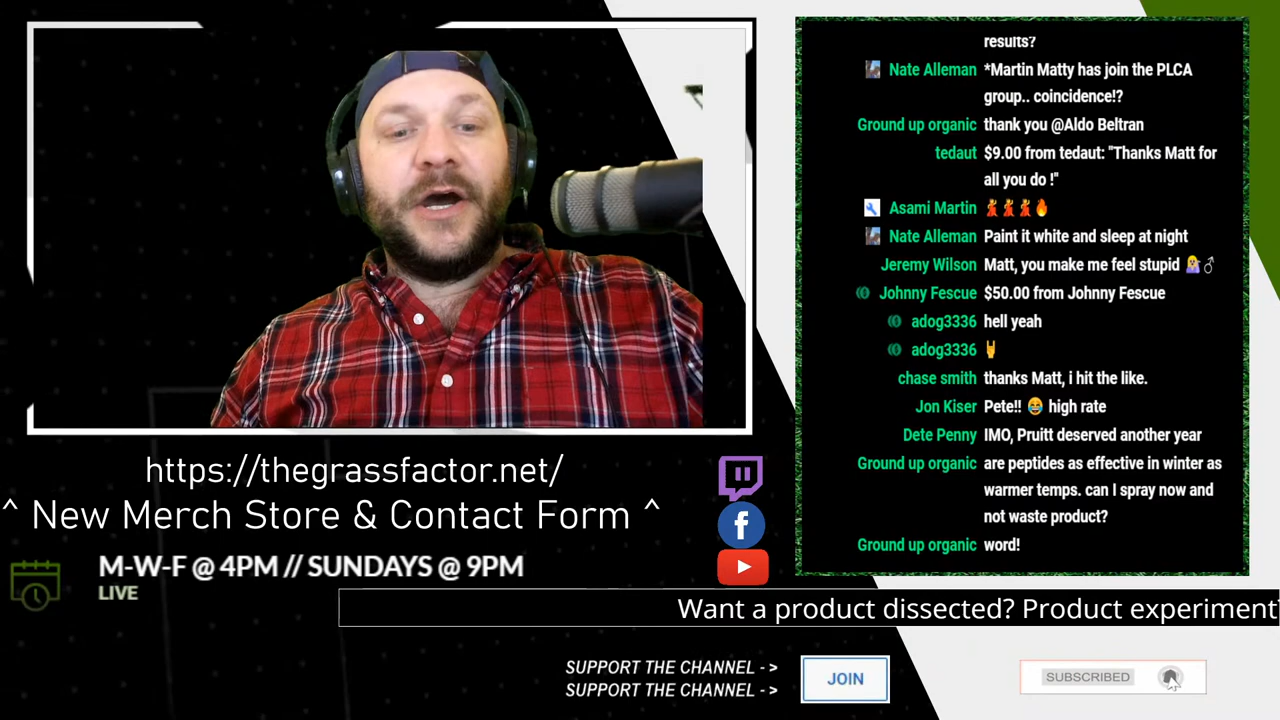 results?
Nate Alleman *Martin Matty has join the PLCA
group.. coincidence!?
Ground up organic thank you @Aldo Beltran
tedaut $9.00 from tedaut: "Thanks Matt for
all you do !"
Asami Martin 💃💃💃🔥
Nate Alleman Paint it white and sleep at night
Jeremy Wilson Matt, you make me feel stupid 🤷‍♂
Johnny Fescue $50.00 from Johnny Fescue
adog3336 hell yeah
adog3336 🤘
chase smith thanks Matt, i hit the like.
Jon Kiser Pete!! 😂 high rate
Dete Penny IMO, Pruitt deserved another year
Ground up organic are peptides as effective in winter as
warmer temps. can I spray now and
not waste product?
Ground up organic word!
https://thegrassfactor.net/
^ New Merch Store & Contact Form ^
M-W-F @ 4PM // SUNDAYS @ 9PM
LIVE
Want a product dissected? Product experiment
SUPPORT THE CHANNEL - >
SUPPORT THE CHANNEL - >
JOIN
SUBSCRIBED